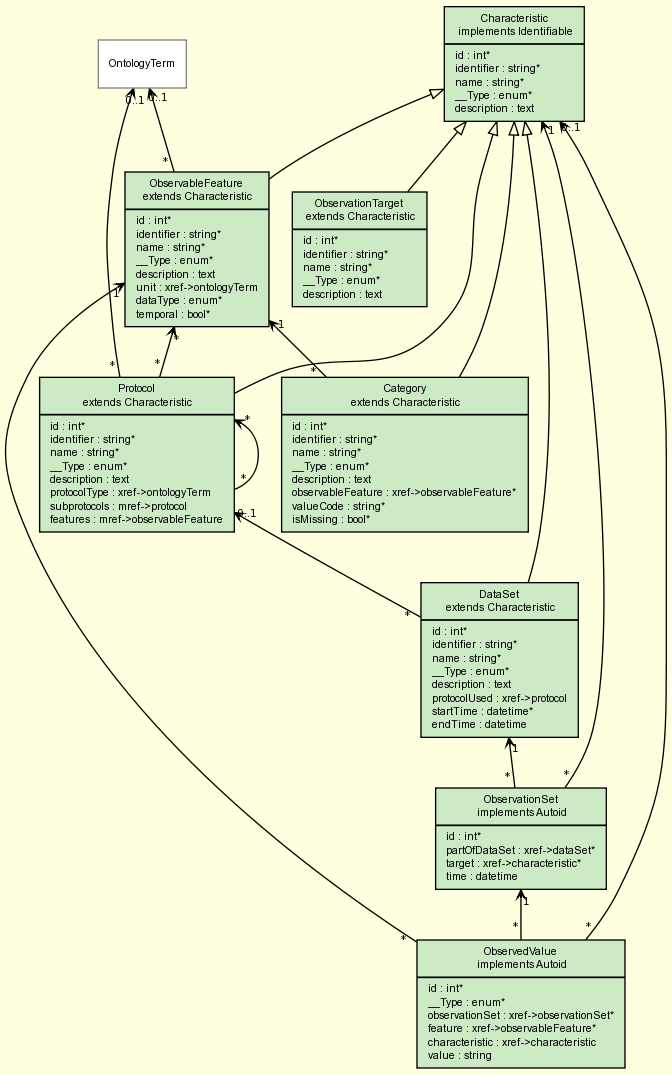 Characteristic
implements Identifiable
id : int*
identifier : string*
name : string*
__Type : enum*
description : text
OntologyTerm
0..1
0..1
1
0..1
*
ObservableFeature
extends Characteristic
id : int*
identifier : string*
name : string*
__Type : enum*
description : text
unit : xref->ontologyTerm
dataType : enum*
temporal : bool*
ObservationTarget
extends Characteristic
id : int*
identifier : string*
name : string*
__Type : enum*
description : text
1
*
1
*
*
*
Protocol
extends Characteristic
id : int*
identifier : string*
name : string*
__Type : enum*
description : text
protocolType : xref->ontologyTerm
subprotocols : mref->protocol
features : mref->observableFeature
*
*
0..1
Category
extends Characteristic
id : int*
identifier : string*
name : string*
__Type : enum*
description : text
observableFeature : xref->observableFeature*
valueCode : string*
isMissing : bool*
*
DataSet
extends Characteristic
id : int*
identifier : string*
name : string*
__Type : enum*
description : text
protocolUsed : xref->protocol
startTime : datetime*
endTime : datetime
1
*
*
ObservationSet
implements Autoid
id : int*
partOfDataSet : xref->dataSet*
target : xref->characteristic*
time : datetime
1
*
*
*
ObservedValue
implements Autoid
id : int*
__Type : enum*
observationSet : xref->observationSet*
feature : xref->observableFeature*
characteristic : xref->characteristic
value : string